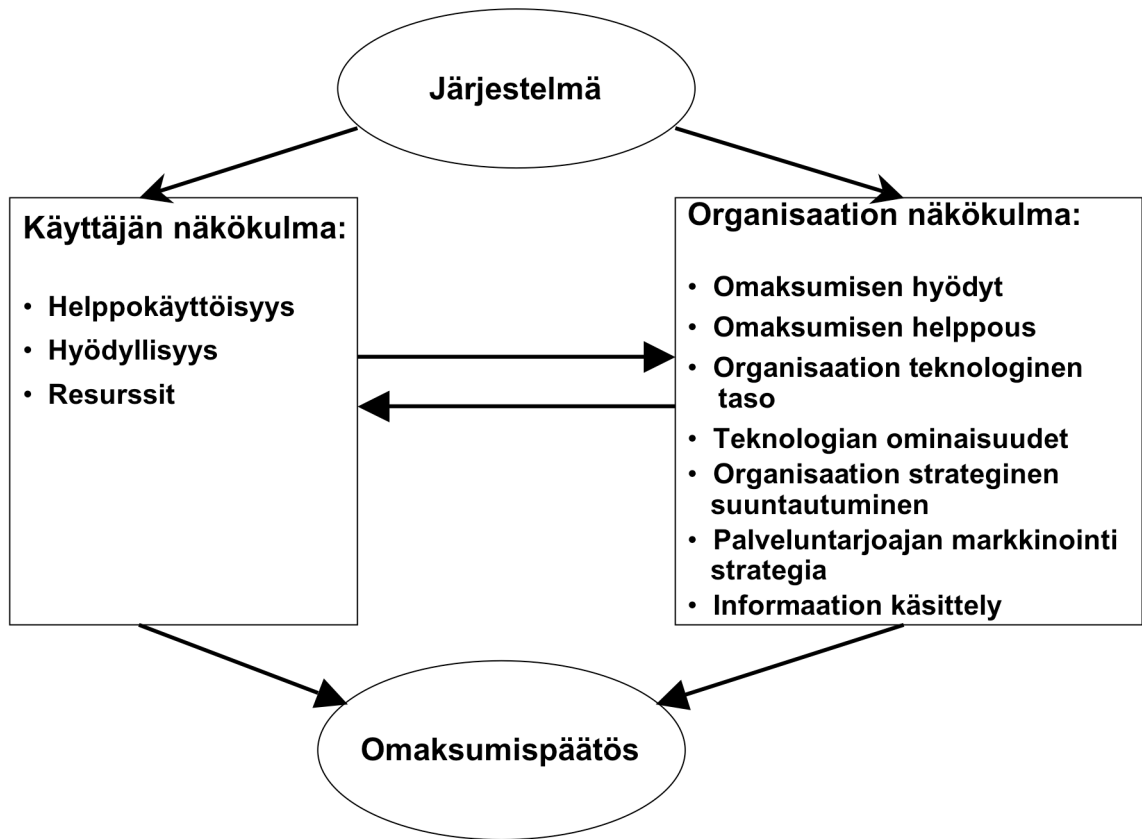 Järjestelmä
Käyttäjän näkökulma:
• Helppokäyttöisyys
• Hyödyllisyys
• Resurssit
Organisaation näkökulma:
• Omaksumisen hyödyt
• Omaksumisen helppous
• Organisaation teknologinen
taso
• Teknologian ominaisuudet
• Organisaation strateginen
suuntautuminen
• Palveluntarjoajan markkinointi
strategia
• Informaation käsittely
Omaksumispäätös